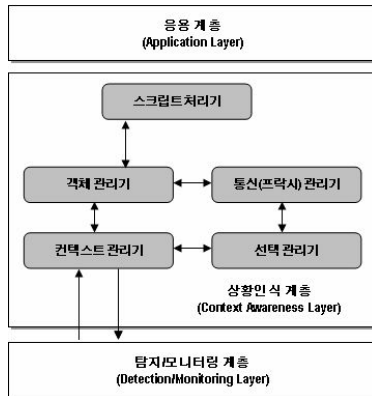 응용 계층
(Application Layer)
스크립트처리기
객체 관리기
통신(프락시) 관리기
컨텍스트 관리기
선택 관리기
상황인식 계층
(Context Awareness Layer)
탐지/모니터링 계층
(Detection/Monitoring Layer)